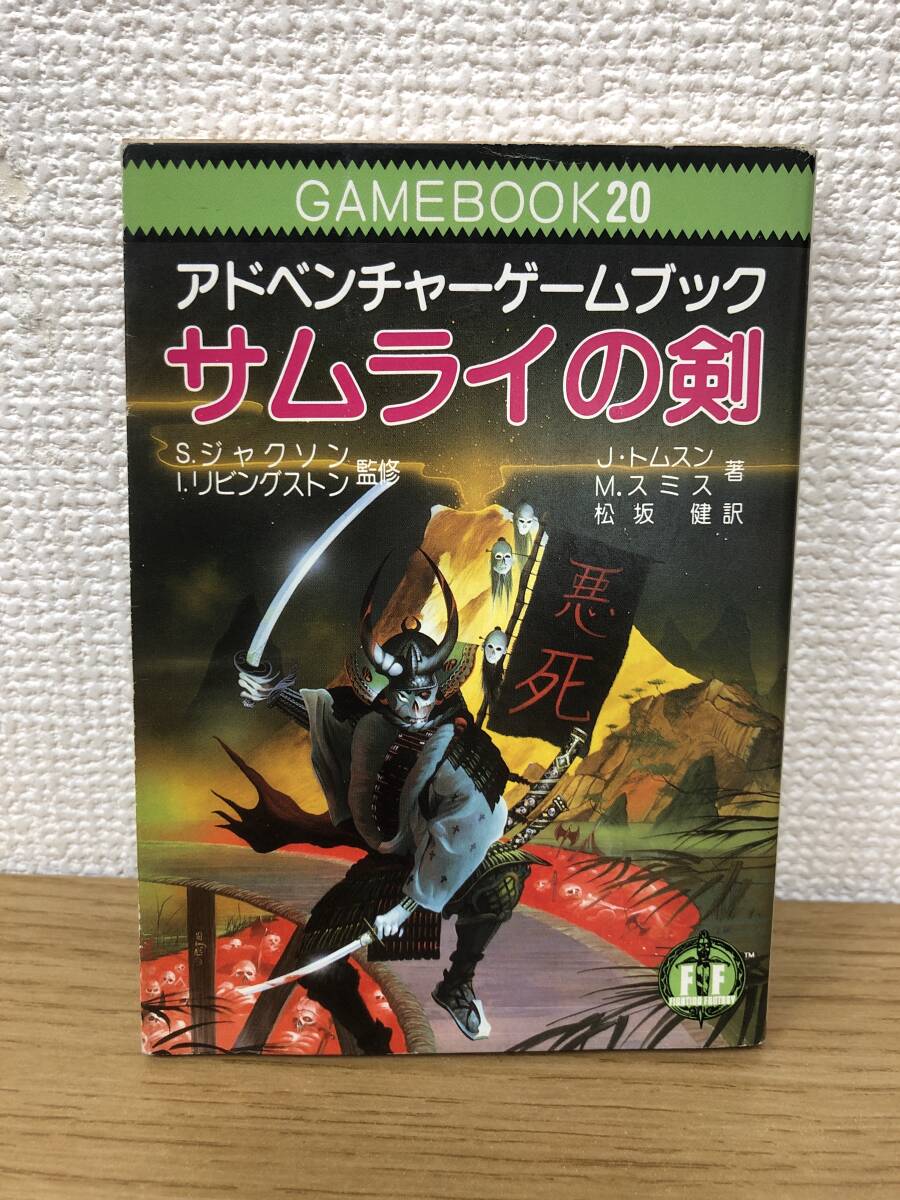 GAMEBOOK20
アドベンチャーゲームブック
サムライの剣
S.ジャクソン
I.リビングストン
監修
J・トムスン
M.スミス
著
松坂 健訳
悪
死
FF™
FIGHTING FANTASY